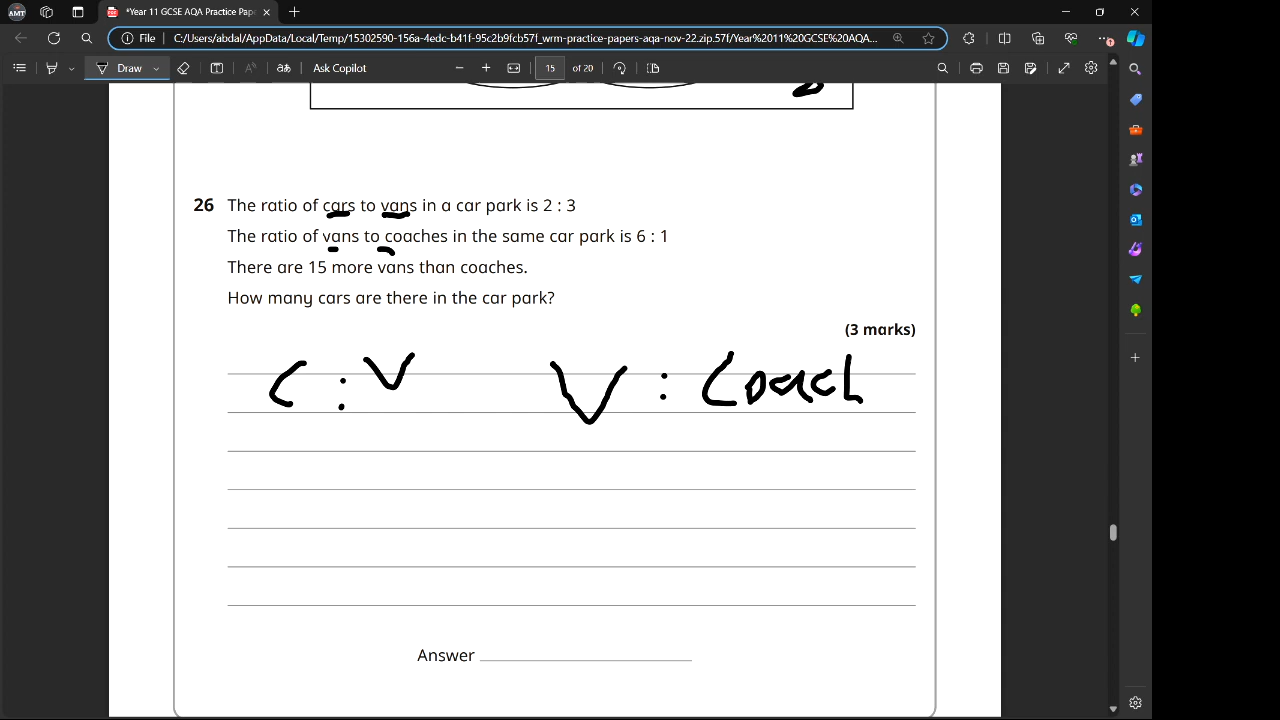 AMT
*Year 11 GCSE AQA Practice Pap
File
C:/Users/abdal/AppData/Local/Temp/15302590-156a-4edc-b41f-95c2b9fcb57f_wrm-practice-papers-aqa-nov-22.zip.57f/Year%2011%20GCSE%20AQA...
Draw
Ask Copilot
15 of 20
26 The ratio of cars to vans in a car park is 2 : 3
The ratio of vans to coaches in the same car park is 6 : 1
There are 15 more vans than coaches.
How many cars are there in the car park?
(3 marks)
C : V V : Coach
Answer